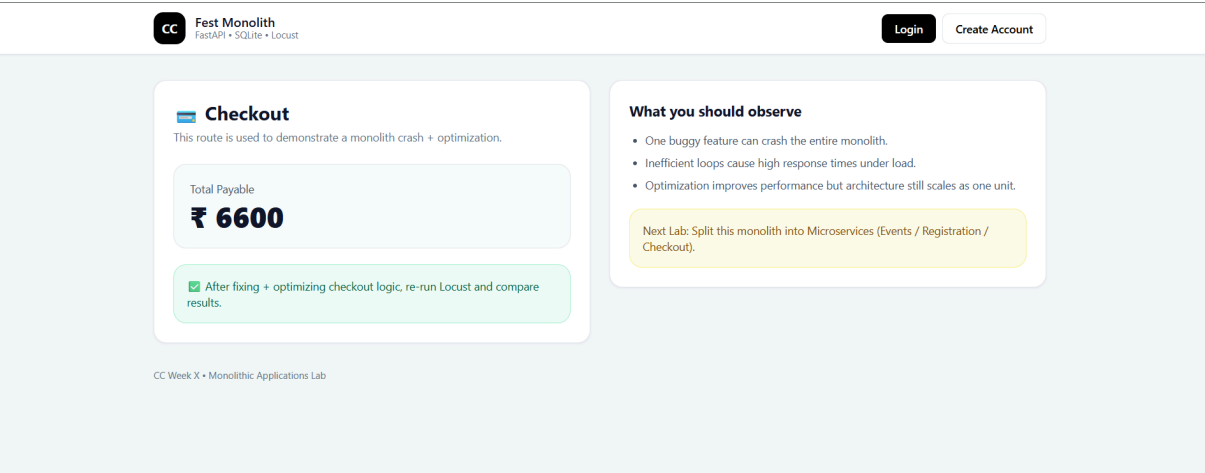 CC
Fest Monolith
FastAPI • SQLite • Locust
Login
Create Account
Checkout
This route is used to demonstrate a monolith crash + optimization.
Total Payable
₹ 6600
✅ After fixing + optimizing checkout logic, re-run Locust and compare
results.
What you should observe
• One buggy feature can crash the entire monolith.
• Inefficient loops cause high response times under load.
• Optimization improves performance but architecture still scales as one unit.
Next Lab: Split this monolith into Microservices (Events / Registration /
Checkout).
CC Week X • Monolithic Applications Lab